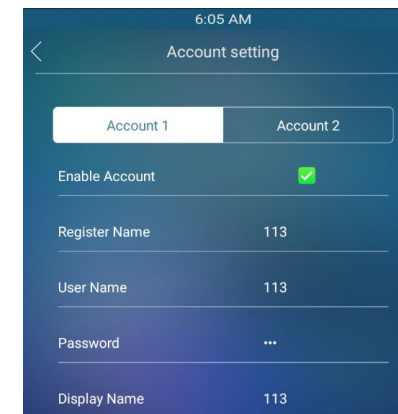 6:05 AM
Account setting
Account 1 Account 2
Enable Account
Register Name 113
User Name 113
Password •••
Display Name 113